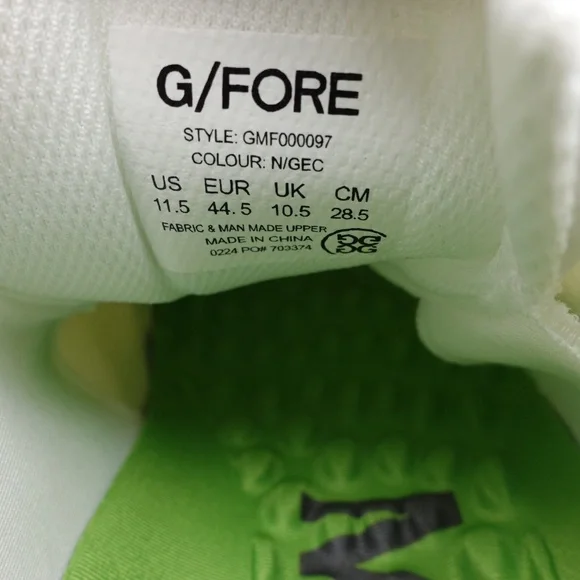 G/FORE
STYLE: GMF000097
COLOUR: N/GEC
US EUR UK CM
11.5 44.5 10.5 28.5
FABRIC & MAN MADE UPPER
MADE IN CHINA
0224 PO# 703374